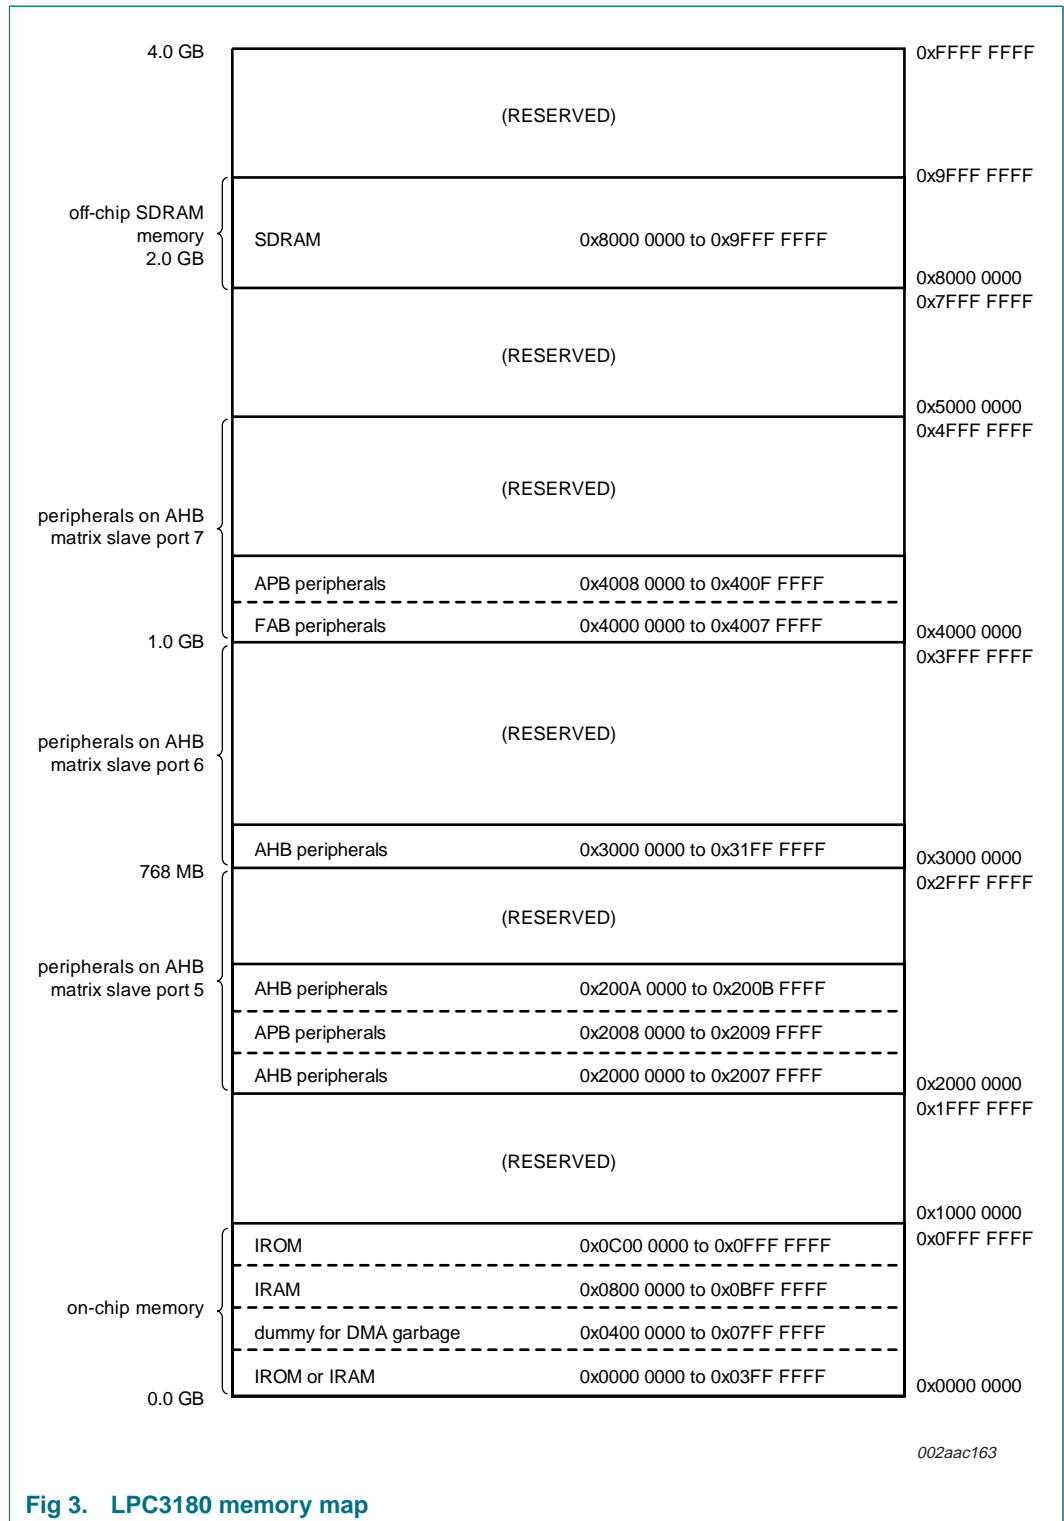 4.0 GB
0xFFFF FFFF
(RESERVED)
0x9FFF FFFF
off-chip SDRAM
memory
2.0 GB
SDRAM 0x8000 0000 to 0x9FFF FFFF
0x8000 0000
0x7FFF FFFF
(RESERVED)
0x5000 0000
0x4FFF FFFF
(RESERVED)
peripherals on AHB
matrix slave port 7
APB peripherals 0x4008 0000 to 0x400F FFFF
FAB peripherals 0x4000 0000 to 0x4007 FFFF
1.0 GB
0x4000 0000
0x3FFF FFFF
(RESERVED)
peripherals on AHB
matrix slave port 6
AHB peripherals 0x3000 0000 to 0x31FF FFFF
768 MB
0x3000 0000
0x2FFF FFFF
(RESERVED)
peripherals on AHB
matrix slave port 5
AHB peripherals 0x200A 0000 to 0x200B FFFF
APB peripherals 0x2008 0000 to 0x2009 FFFF
AHB peripherals 0x2000 0000 to 0x2007 FFFF
0x2000 0000
0x1FFF FFFF
(RESERVED)
0x1000 0000
0x0FFF FFFF
IROM 0x0C00 0000 to 0x0FFF FFFF
IRAM 0x0800 0000 to 0x0BFF FFFF
on-chip memory
dummy for DMA garbage 0x0400 0000 to 0x07FF FFFF
IROM or IRAM 0x0000 0000 to 0x03FF FFFF
0.0 GB
0x0000 0000
002aac163
Fig 3. LPC3180 memory map